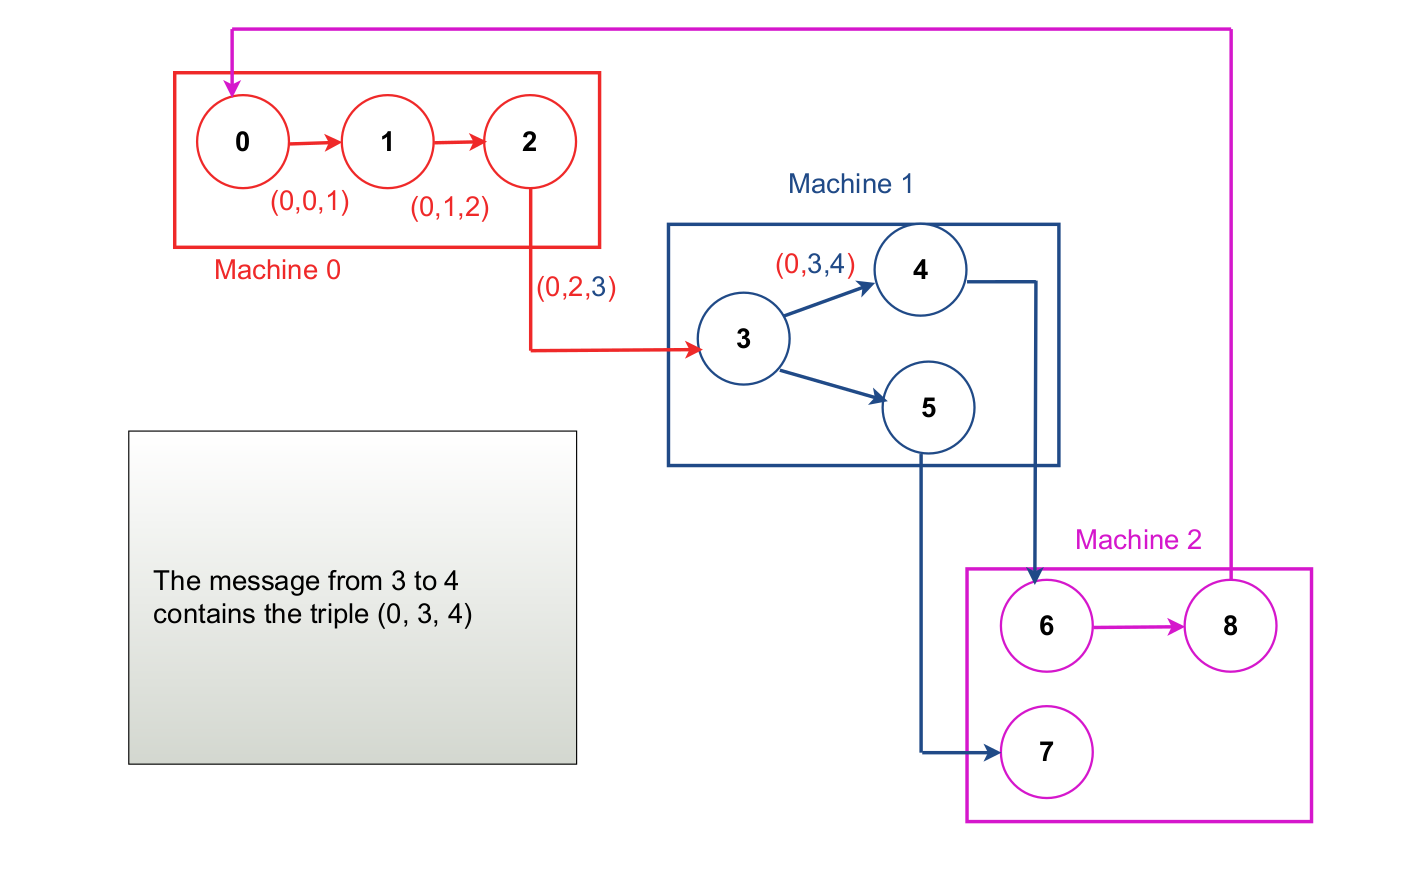 0
1
2
(0,0,1)
(0,1,2)
Machine 0
(0,2,3)
Machine 1
(0,3,4)
4
3
5
The message from 3 to 4
contains the triple (0, 3, 4)
Machine 2
6
8
7